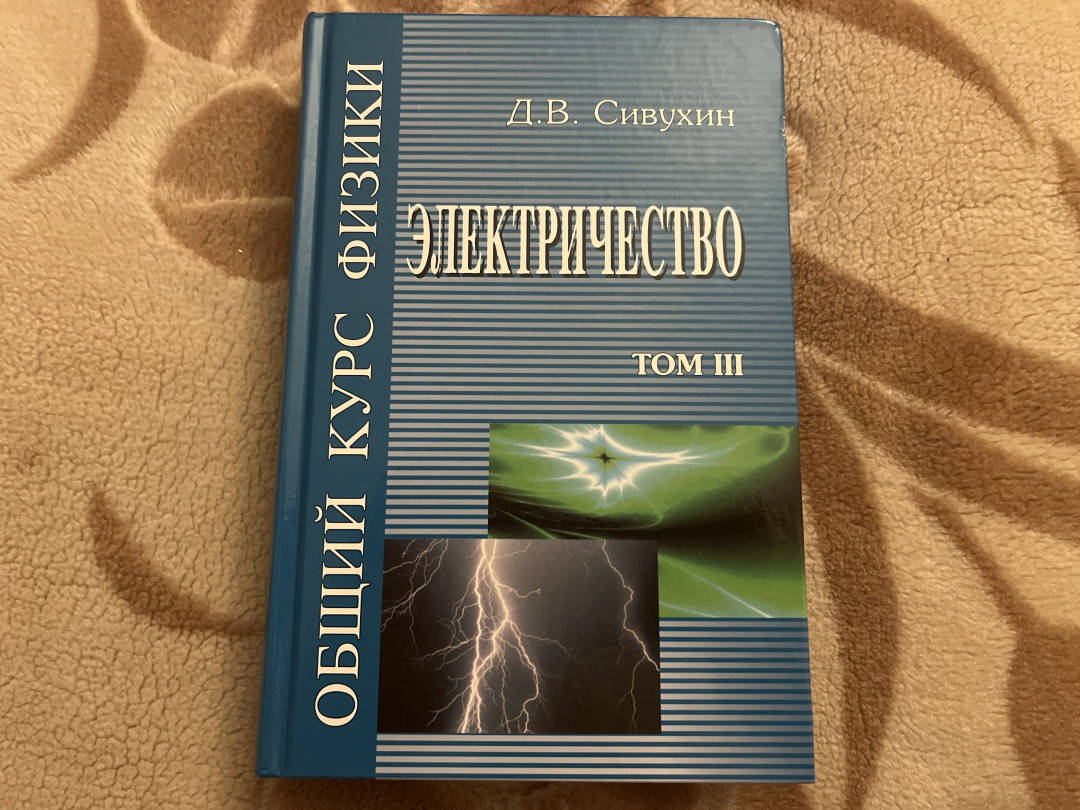 Д.В. Сивухин
ЭЛЕКТРИЧЕСТВО
ТОМ III
ОБЩИЙ КУРС ФИЗИКИ